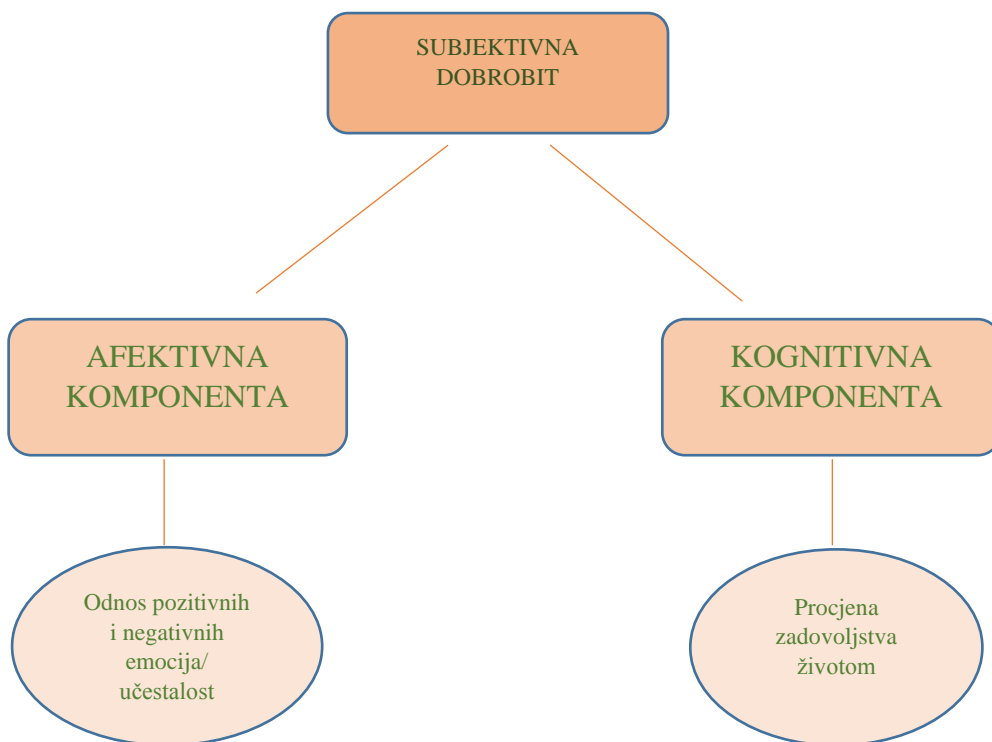 SUBJEKTIVNA
DOBROBIT
AFEKTIVNA
KOMPONENTA
KOGNITIVNA
KOMPONENTA
Odnos pozitivnih
i negativnih
emocija/
učestalost
Procjena
zadovoljstva
životom